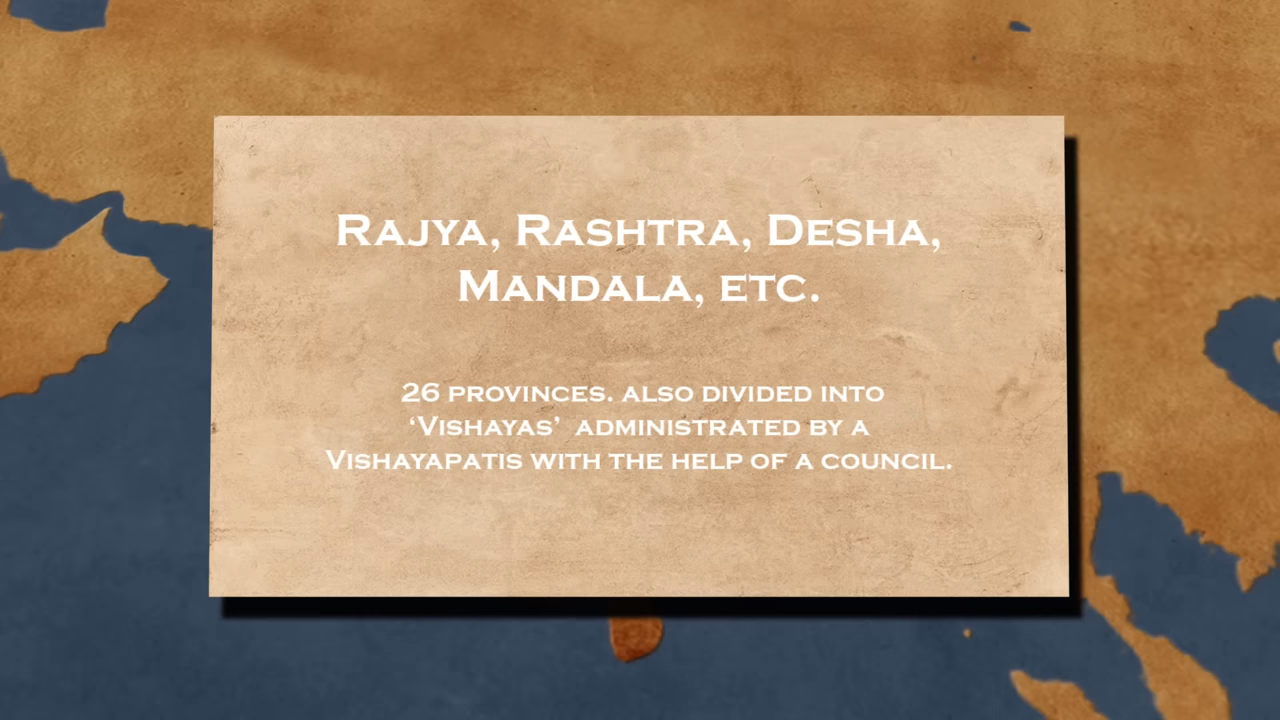 Rajya, Rashtra, Desha,
Mandala, etc.
26 provinces. also divided into
‘Vishayas’  administrated by a
Vishayapatis with the help of a council.